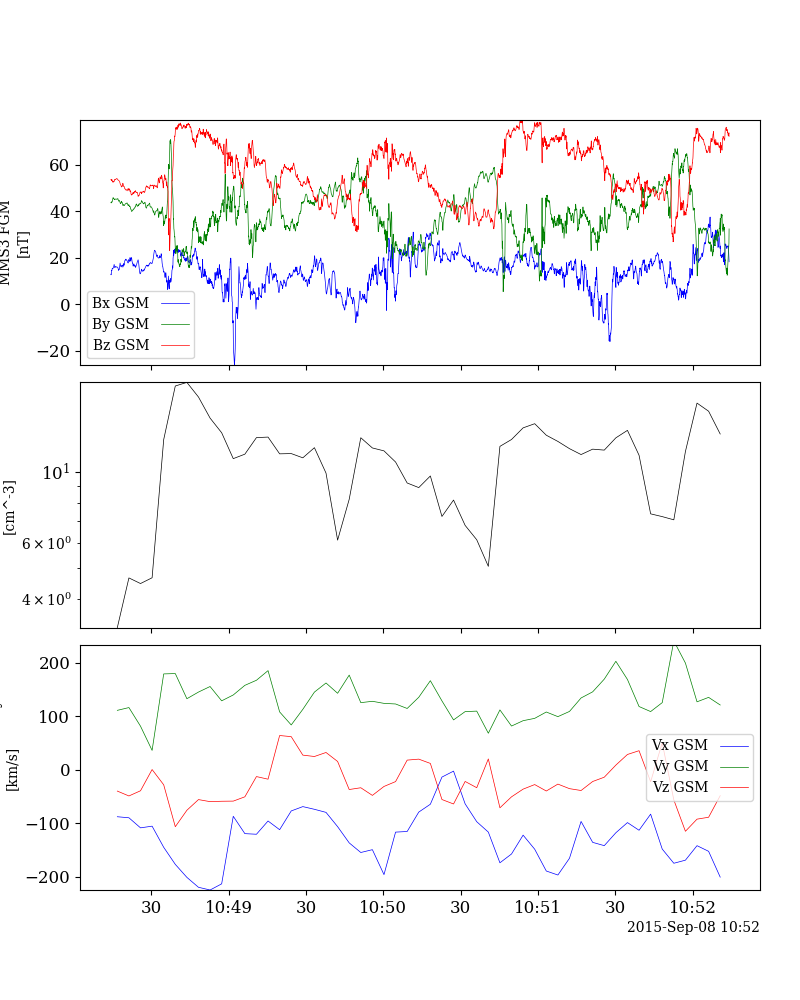 MMS3 FGM
[nT]
60
40
20
0
−20
Bx GSM
By GSM
Bz GSM
[cm^-3]
10^1
6 × 10^0
4 × 10^0
[km/s]
200
100
0
−100
−200
Vx GSM
Vy GSM
Vz GSM
30 10:49 30 10:50 30 10:51 30 10:52
2015-Sep-08 10:52